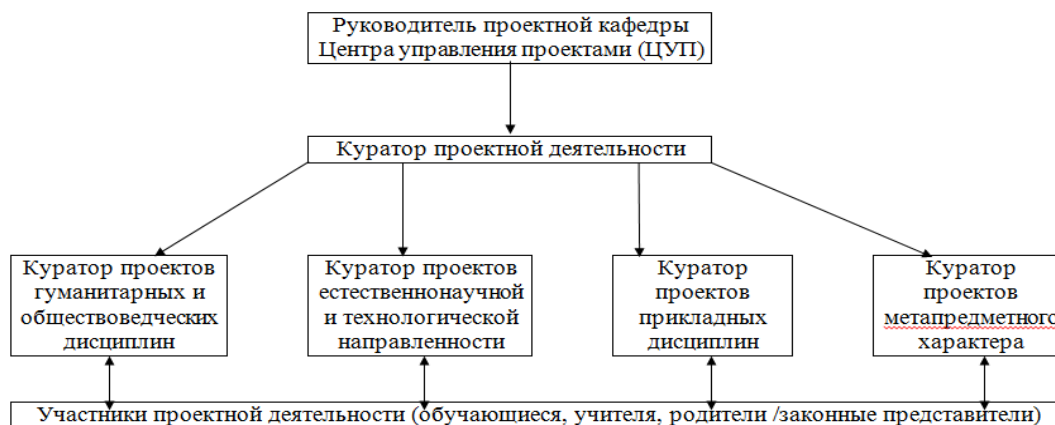 Руководитель проектной кафедры
Центра управления проектами (ЦУП)
Куратор проектной деятельности
Куратор проектов
гуманитарных и
обществоведческих
дисциплин
Куратор проектов
естественнонаучной
и технологической
направленности
Куратор
проектов
прикладных
дисциплин
Куратор
проектов
метапредметного
характера
Участники проектной деятельности (обучающиеся, учителя, родители /законные представители)